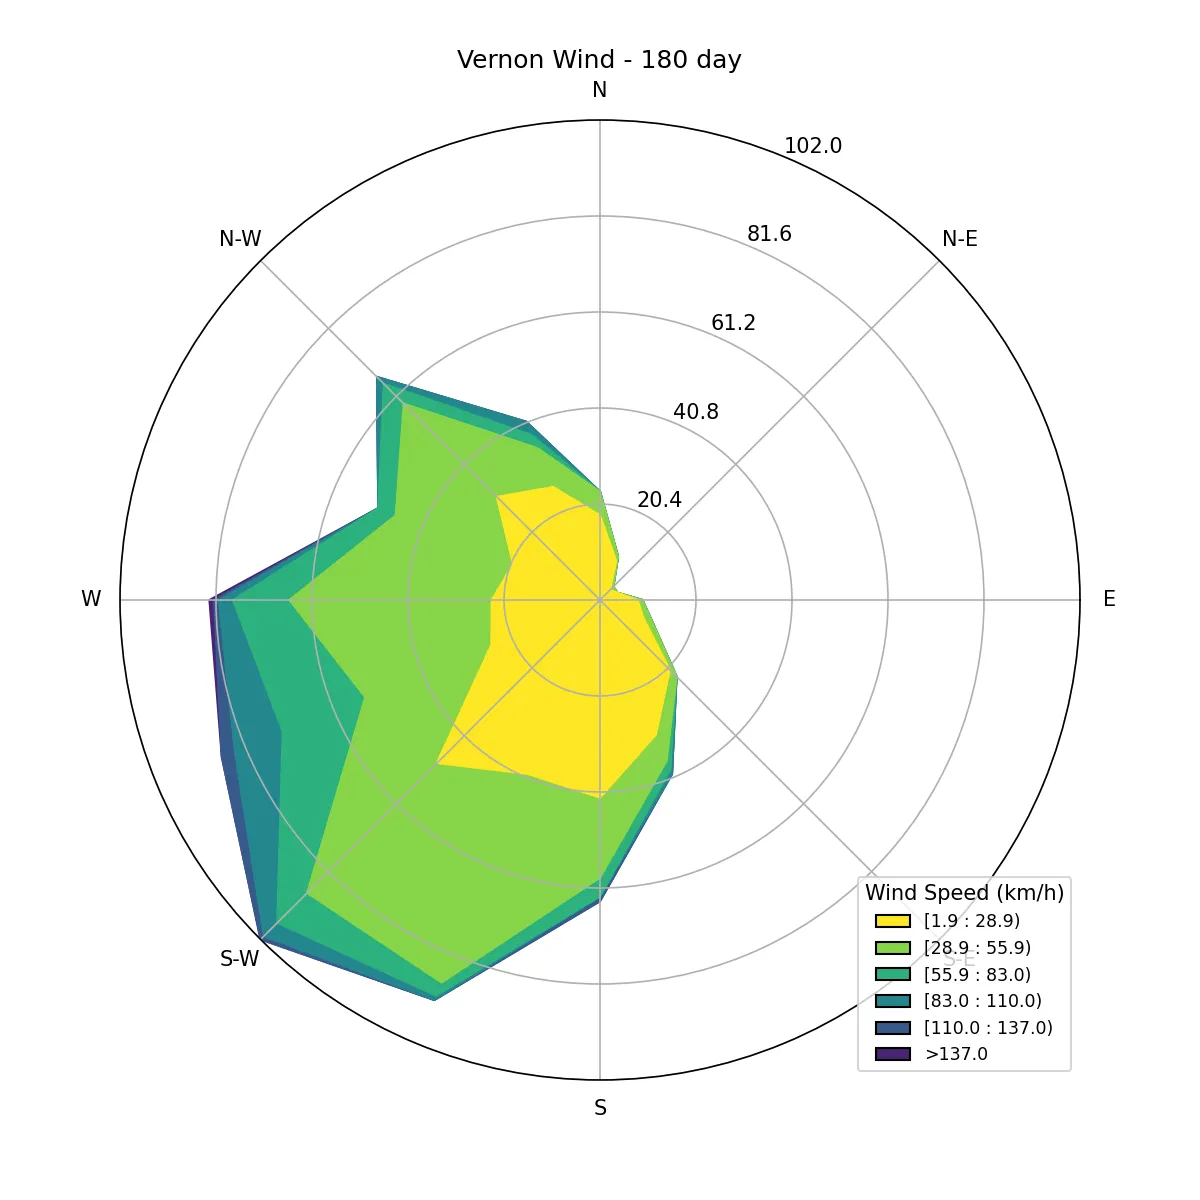 Vernon Wind - 180 day
N
102.0
N-W
N-E
81.6
61.2
40.8
20.4
W
E
S-W
S-E
S
Wind Speed (km/h)
[1.9 : 28.9)
[28.9 : 55.9)
[55.9 : 83.0)
[83.0 : 110.0)
[110.0 : 137.0)
>137.0